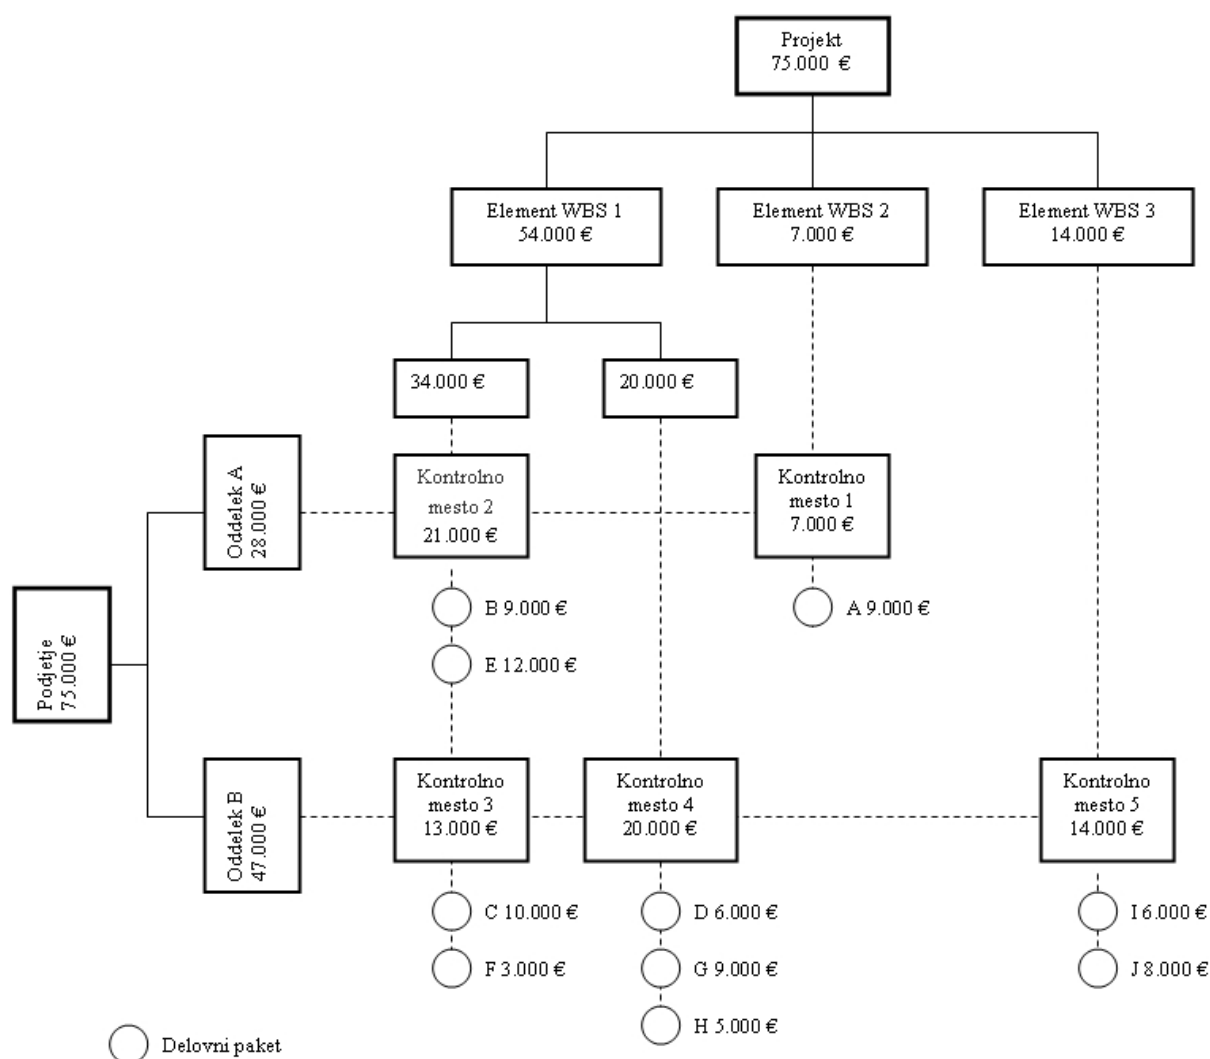 Projekt
75.000 €
Element WBS 1
54.000 €
Element WBS 2
7.000 €
Element WBS 3
14.000 €
34.000 €
20.000 €
Oddelek A
28.000 €
Kontrolno
mesto 2
21.000 €
Kontrolno
mesto 1
7.000 €
B 9.000 €
E 12.000 €
A 9.000 €
Podjetje
75.000 €
Oddelek B
47.000 €
Kontrolno
mesto 3
13.000 €
Kontrolno
mesto 4
20.000 €
Kontrolno
mesto 5
14.000 €
C 10.000 €
F 3.000 €
D 6.000 €
G 9.000 €
H 5.000 €
I 6.000 €
J 8.000 €
Delovni paket